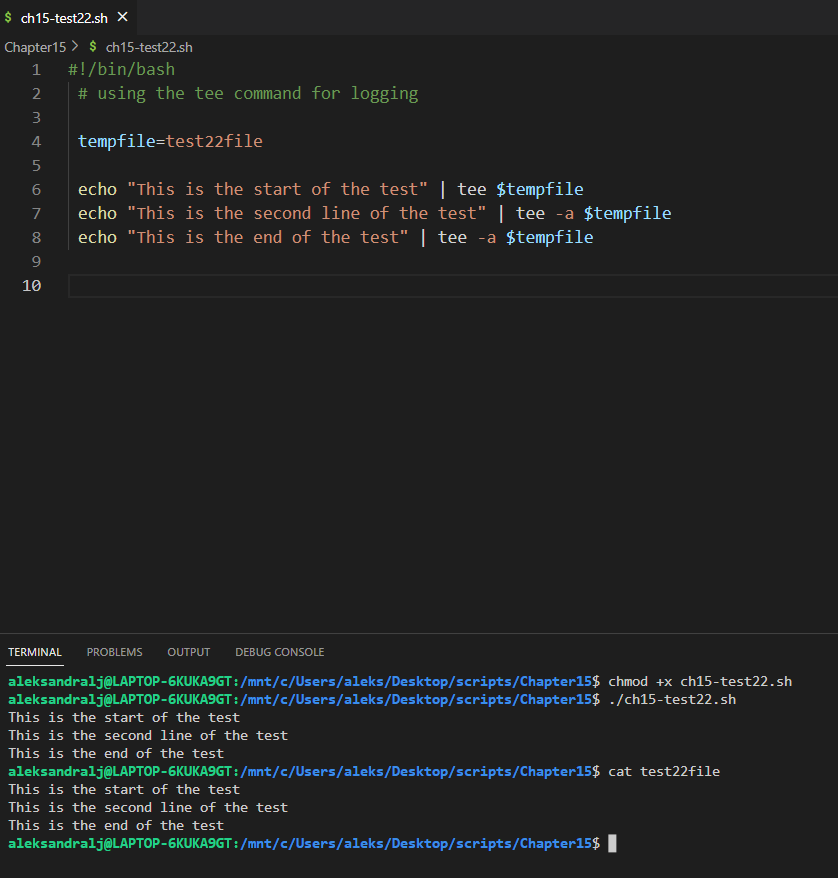 $ ch15-test22.sh ×
Chapter15 > $ ch15-test22.sh
1 #!/bin/bash
2 # using the tee command for logging
3
4 tempfile=test22file
5
6 echo "This is the start of the test" | tee $tempfile
7 echo "This is the second line of the test" | tee -a $tempfile
8 echo "This is the end of the test" | tee -a $tempfile
9
10
TERMINAL PROBLEMS OUTPUT DEBUG CONSOLE
aleksandralj@LAPTOP-6KUKA9GT:/mnt/c/Users/aleks/Desktop/scripts/Chapter15$ chmod +x ch15-test22.sh
aleksandralj@LAPTOP-6KUKA9GT:/mnt/c/Users/aleks/Desktop/scripts/Chapter15$ ./ch15-test22.sh
This is the start of the test
This is the second line of the test
This is the end of the test
aleksandralj@LAPTOP-6KUKA9GT:/mnt/c/Users/aleks/Desktop/scripts/Chapter15$ cat test22file
This is the start of the test
This is the second line of the test
This is the end of the test
aleksandralj@LAPTOP-6KUKA9GT:/mnt/c/Users/aleks/Desktop/scripts/Chapter15$